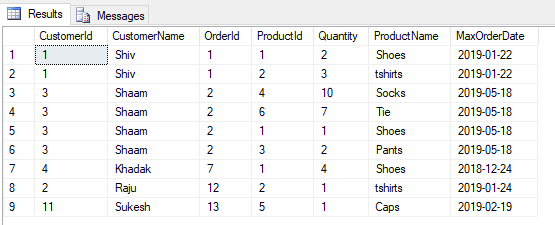 Results Messages
CustomerId CustomerName OrderId ProductId Quantity ProductName MaxOrderDate
1 1 Shiv 1 1 2 Shoes 2019-01-22
2 1 Shiv 1 2 3 tshirts 2019-01-22
3 3 Shaam 2 4 10 Socks 2019-05-18
4 3 Shaam 2 6 7 Tie 2019-05-18
5 3 Shaam 2 1 1 Shoes 2019-05-18
6 3 Shaam 2 3 2 Pants 2019-05-18
7 4 Khadak 7 1 4 Shoes 2018-12-24
8 2 Raju 12 2 1 tshirts 2019-01-24
9 11 Sukesh 13 5 1 Caps 2019-02-19